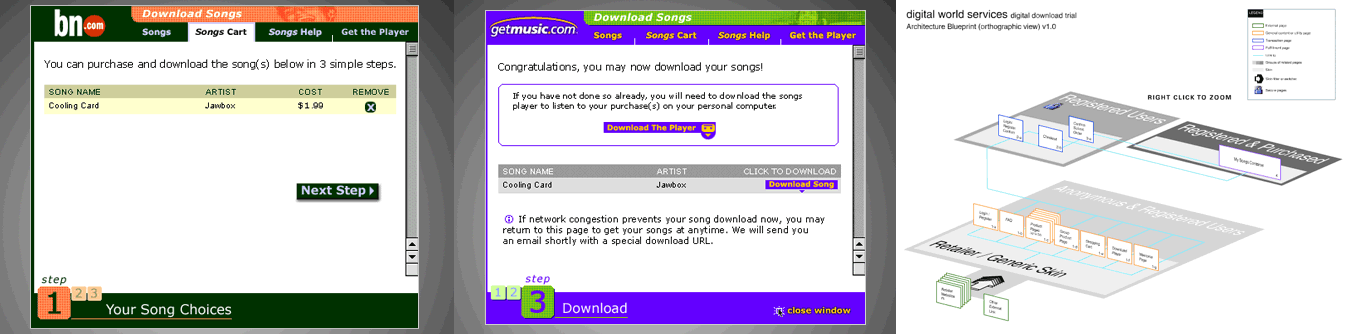 bn.com
Download Songs
Songs
Songs Cart
Songs Help
Get the Player
You can purchase and download the song(s) below in 3 simple steps.
SONG NAME ARTIST COST REMOVE
Cooling Card Jawbox $1.99
Next Step
step
1 2 3
Your Song Choices
getmusic.com
Download Songs
Songs
Songs Cart
Songs Help
Get the Player
Congratulations, you may now download your songs!
If you have not done so already, you will need to download the songs
player to listen to your purchase(s) on your personal computer.
Download The Player
SONG NAME ARTIST CLICK TO DOWNLOAD
Cooling Card Jawbox Download Song
If network congestion prevents your song download now, you may
return to this page to get your songs at anytime. We will send you
an email shortly with a special download URL.
step
1 2 3
Download
close window
digital world services digital download trial
Architecture Blueprint (orthographic view) v1.0
LEGEND
RIGHT CLICK TO ZOOM
Registered Users
Registered & Purchased
Anonymous & Registered Users
Retailer / Generic Skin